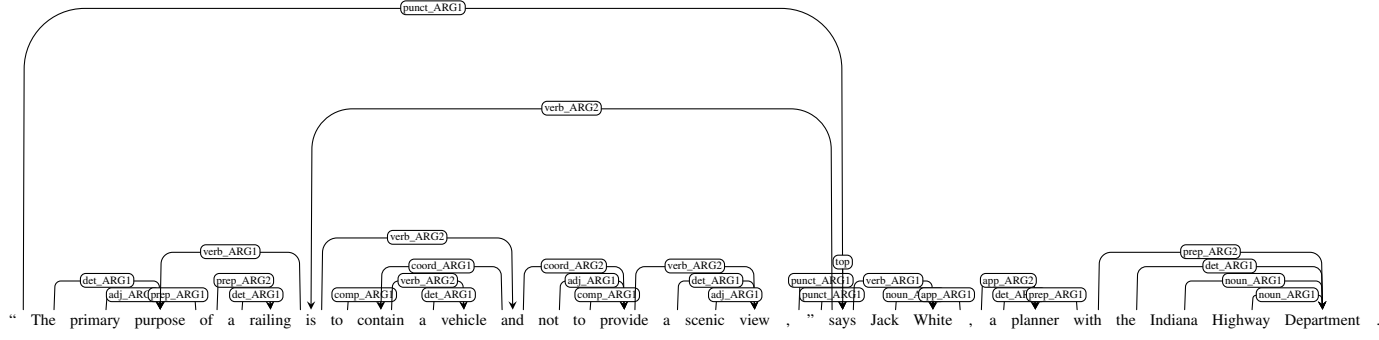 punct_ARG1
verb_ARG2
verb_ARG2
verb_ARG1 prep_ARG2
top
coord_ARG1 coord_ARG2 verb_ARG2 det_ARG1
det_ARG1 prep_ARG2 verb_ARG2 adj_ARG1 det_ARG1 punct_ARG1 verb_ARG1 app_ARG2 noun_ARG1
prep_ARG1 det_ARG1 comp_ARG1 det_ARG1 comp_ARG1 adj_ARG1 punct_ARG1 app_ARG1 prep_ARG1 noun_ARG1
“ The primary purpose of a railing is to contain a vehicle and not to provide a scenic view , ” says Jack White , a planner with the Indiana Highway Department .